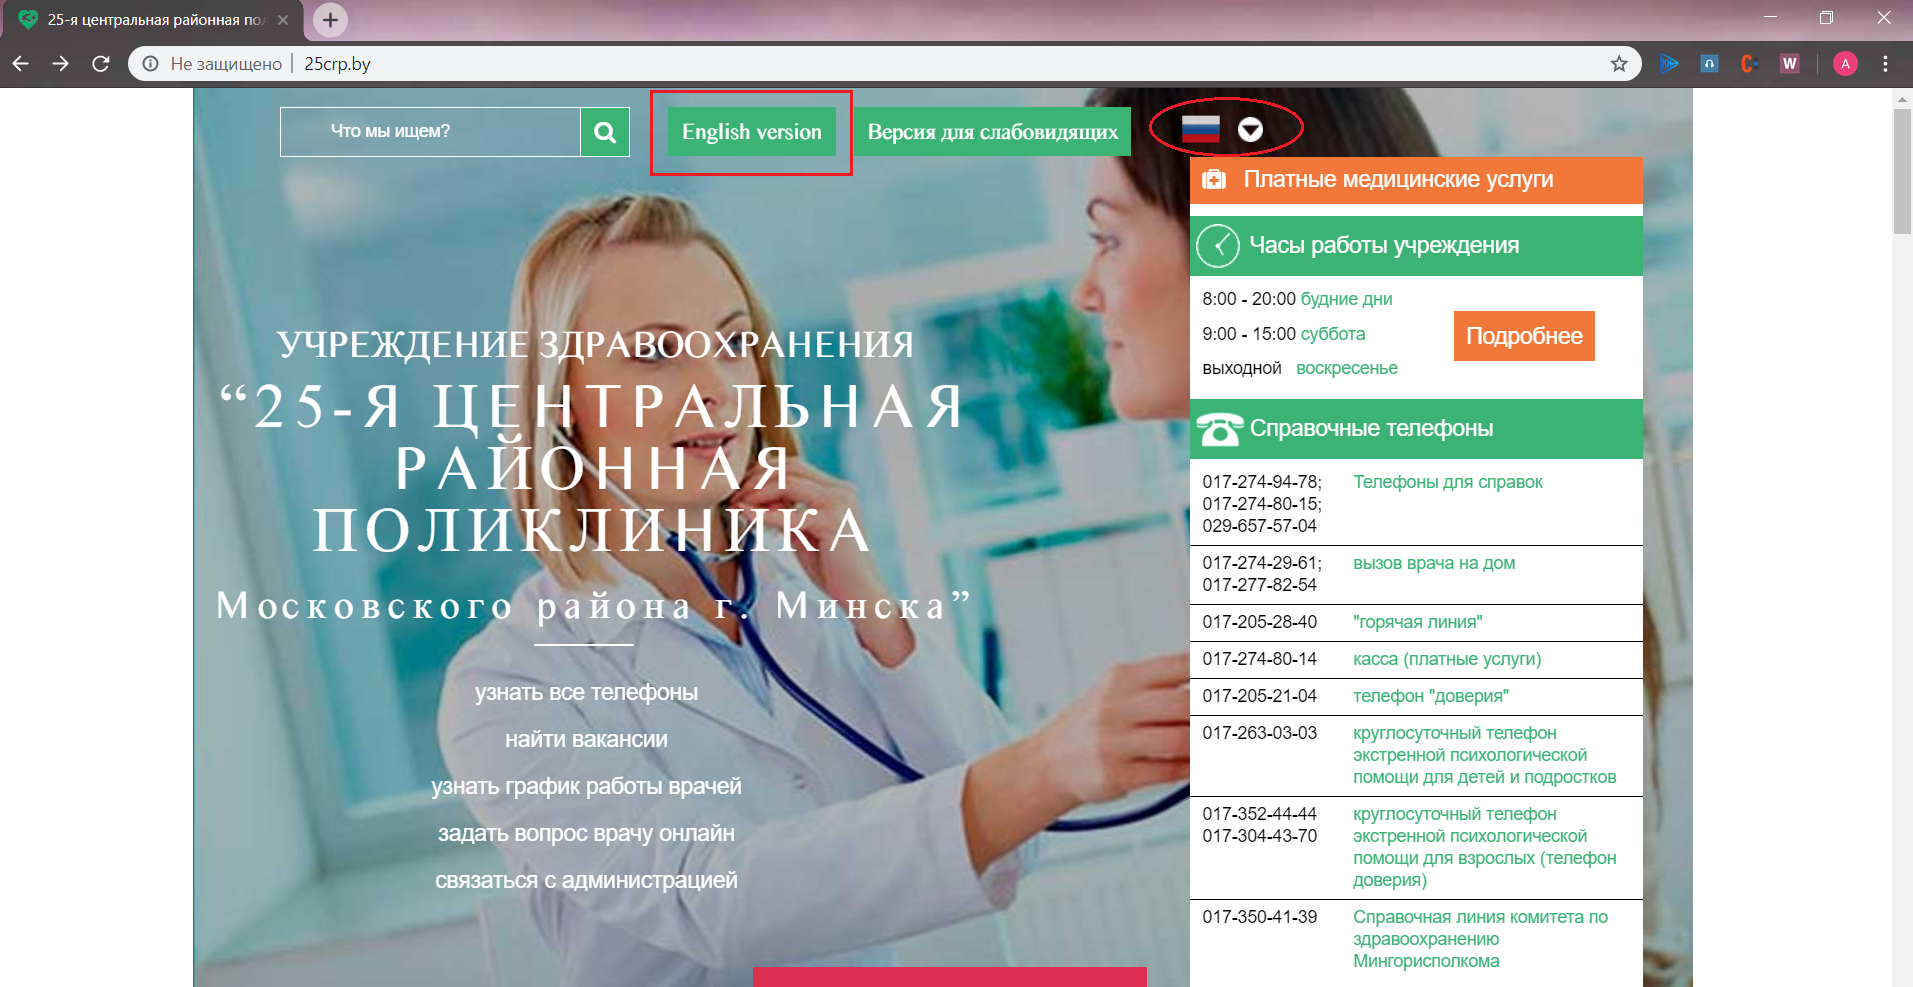 25-я центральная районная пол
Не защищено
25crp.by
W
A
Что мы ищем?
English version
Версия для слабовидящих
Платные медицинские услуги
Часы работы учреждения
8:00 - 20:00 будние дни
9:00 - 15:00 суббота
выходной воскресенье
Подробнее
УЧРЕЖДЕНИЕ ЗДРАВООХРАНЕНИЯ
“25-Я ЦЕНТРАЛЬНАЯ
РАЙОННАЯ
ПОЛИКЛИНИКА
Московского района г. Минска”
узнать все телефоны
найти вакансии
узнать график работы врачей
задать вопрос врачу онлайн
связаться с администрацией
Справочные телефоны
017-274-94-78; Телефоны для справок
017-274-80-15;
029-657-57-04
017-274-29-61; вызов врача на дом
017-277-82-54
017-205-28-40 "горячая линия"
017-274-80-14 касса (платные услуги)
017-205-21-04 телефон "доверия"
017-263-03-03 круглосуточный телефон
экстренной психологической
помощи для детей и подростков
017-352-44-44 круглосуточный телефон
017-304-43-70 экстренной психологической
помощи для взрослых (телефон
доверия)
017-350-41-39 Справочная линия комитета по
здравоохранению
Мингорисполкома